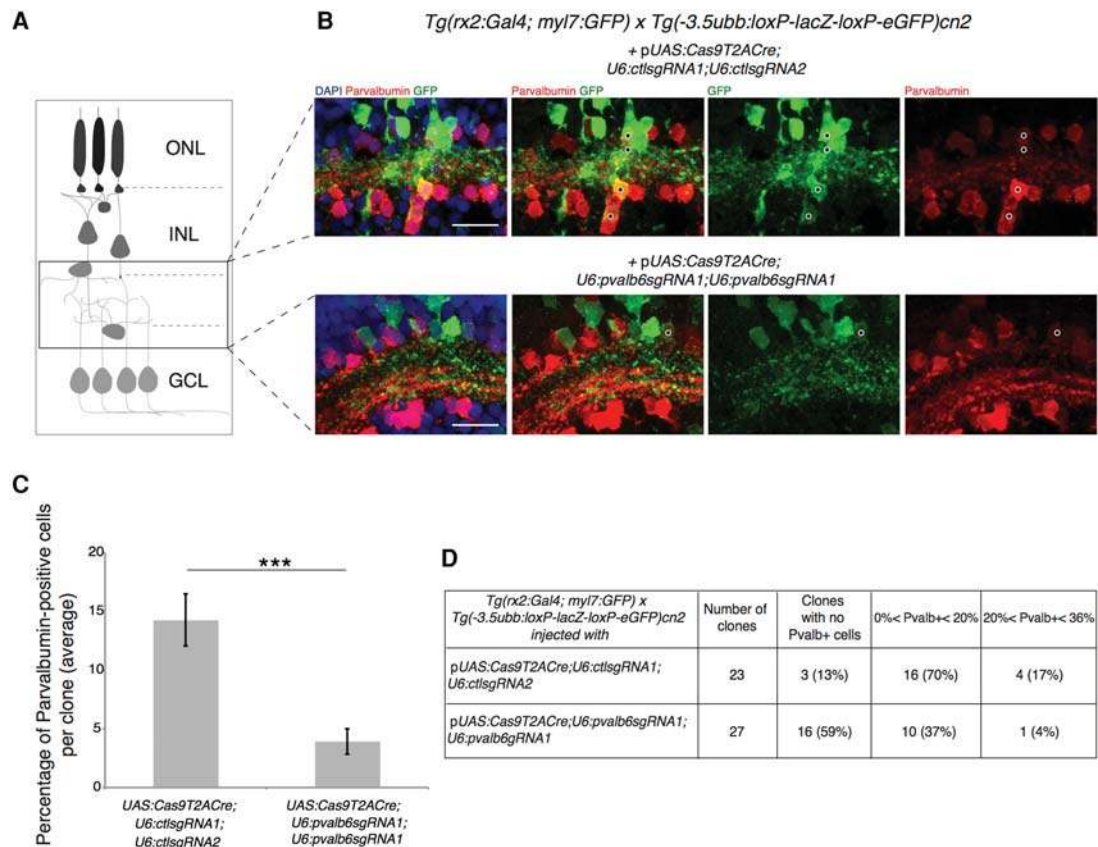 A
B
Tg(rx2:Gal4; myl7:GFP) x Tg(-3.5ubb:loxP-lacZ-loxP-eGFP)cn2
+ pUAS:Cas9T2ACre;
U6:ctlsgRNA1;U6:ctlsgRNA2
DAPI Parvalbumin GFP
Parvalbumin GFP
GFP
Parvalbumin
ONL
INL
GCL
+ pUAS:Cas9T2ACre;
U6:pvalb6sgRNA1;U6:pvalb6sgRNA1
C
Percentage of Parvalbumin-positive cells
per clone (average)
20
15
10
5
0
***
UAS:Cas9T2ACre;
U6:ctlsgRNA1;
U6:ctlsgRNA2
UAS:Cas9T2ACre;
U6:pvalb6sgRNA1;
U6:pvalb6sgRNA1
D
Tg(rx2:Gal4; myl7:GFP) x
Tg(-3.5ubb:loxP-lacZ-loxP-eGFP)cn2
injected with
Number of
clones
Clones
with no
Pvalb+ cells
0%< Pvalb+< 20%
20%< Pvalb+< 36%
pUAS:Cas9T2ACre;U6:ctlsgRNA1;
U6:ctlsgRNA2
23
3 (13%)
16 (70%)
4 (17%)
pUAS:Cas9T2ACre;U6:pvalb6sgRNA1;
U6:pvalb6gRNA1
27
16 (59%)
10 (37%)
1 (4%)